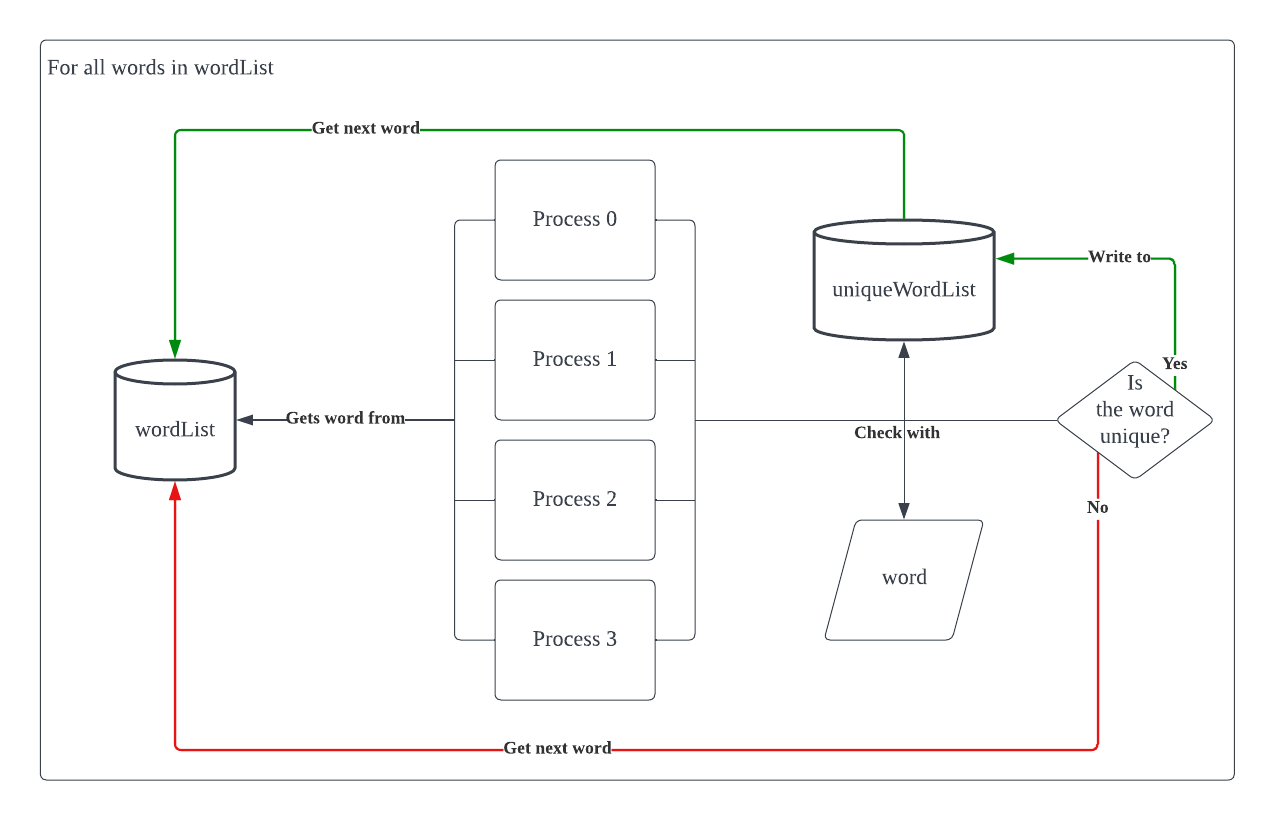 For all words in wordList
Get next word
Process 0
uniqueWordList
Write to
Process 1
Yes
Is
the word
unique?
wordList
Gets word from
Check with
Process 2
No
word
Process 3
Get next word